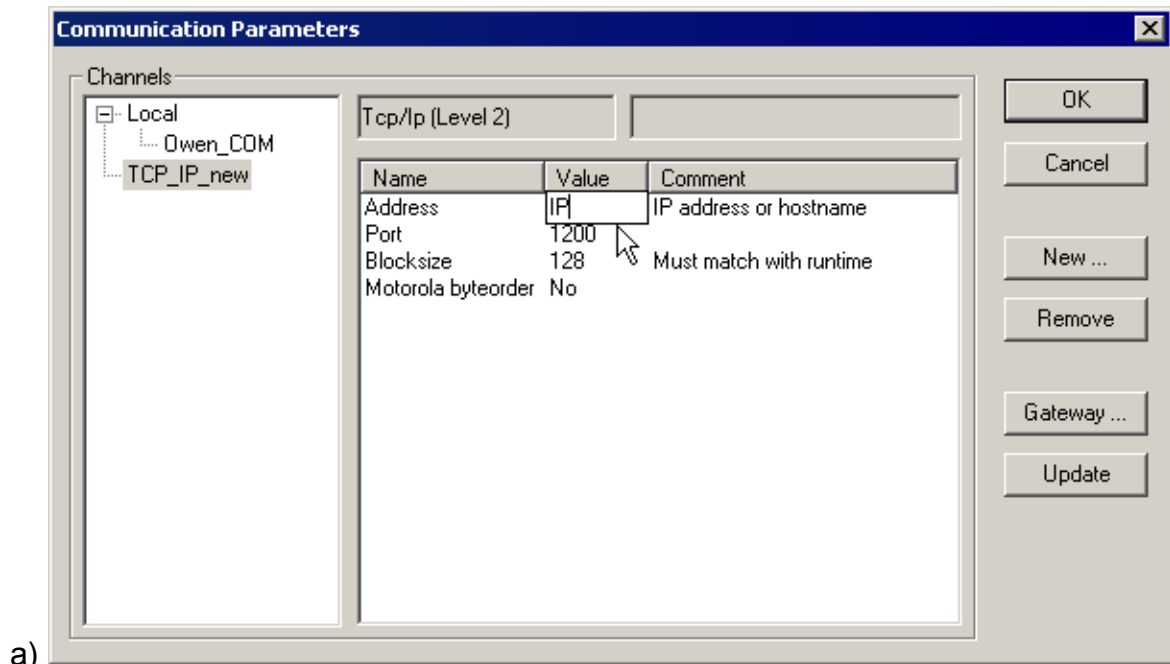 Communication Parameters
Channels
Local
Owen_COM
TCP_IP_new
Tcp/Ip (Level 2)
Name Value Comment
Address IP IP address or hostname
Port 1200
Blocksize 128 Must match with runtime
Motorola byteorder No
OK
Cancel
New ...
Remove
Gateway ...
Update
a)